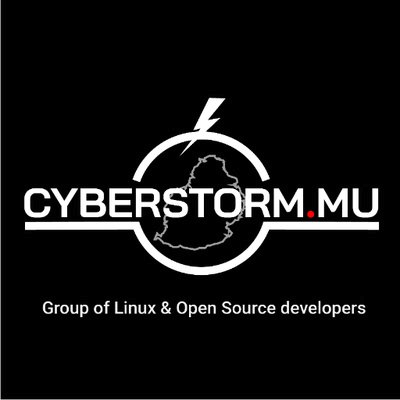 CYBERSTORM.MU
Group of Linux & Open Source developers